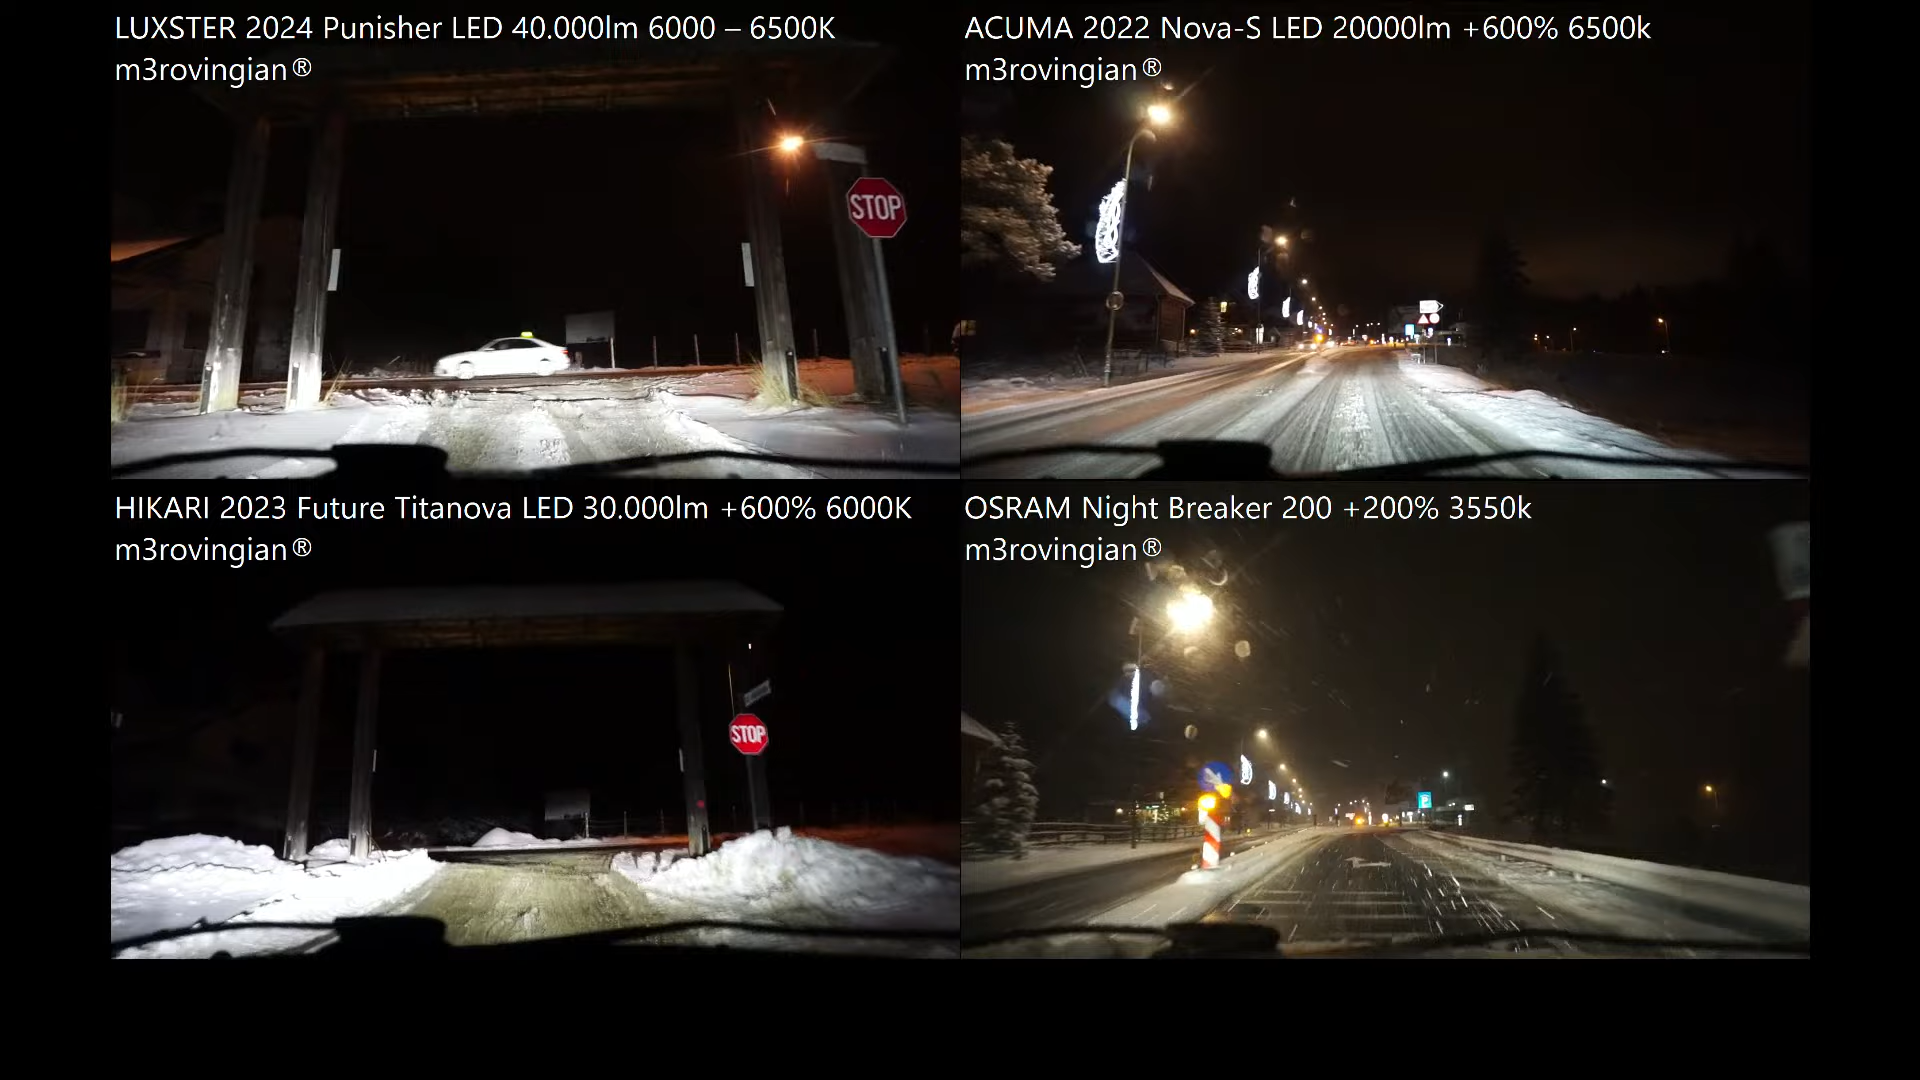 LUXSTER 2024 Punisher LED 40.000lm 6000 – 6500K
m3rovingian®
STOP
ACUMA 2022 Nova-S LED 20000lm +600% 6500k
m3rovingian®
HIKARI 2023 Future Titanova LED 30.000lm +600% 6000K
m3rovingian®
STOP
OSRAM Night Breaker 200 +200% 3550k
m3rovingian®
P